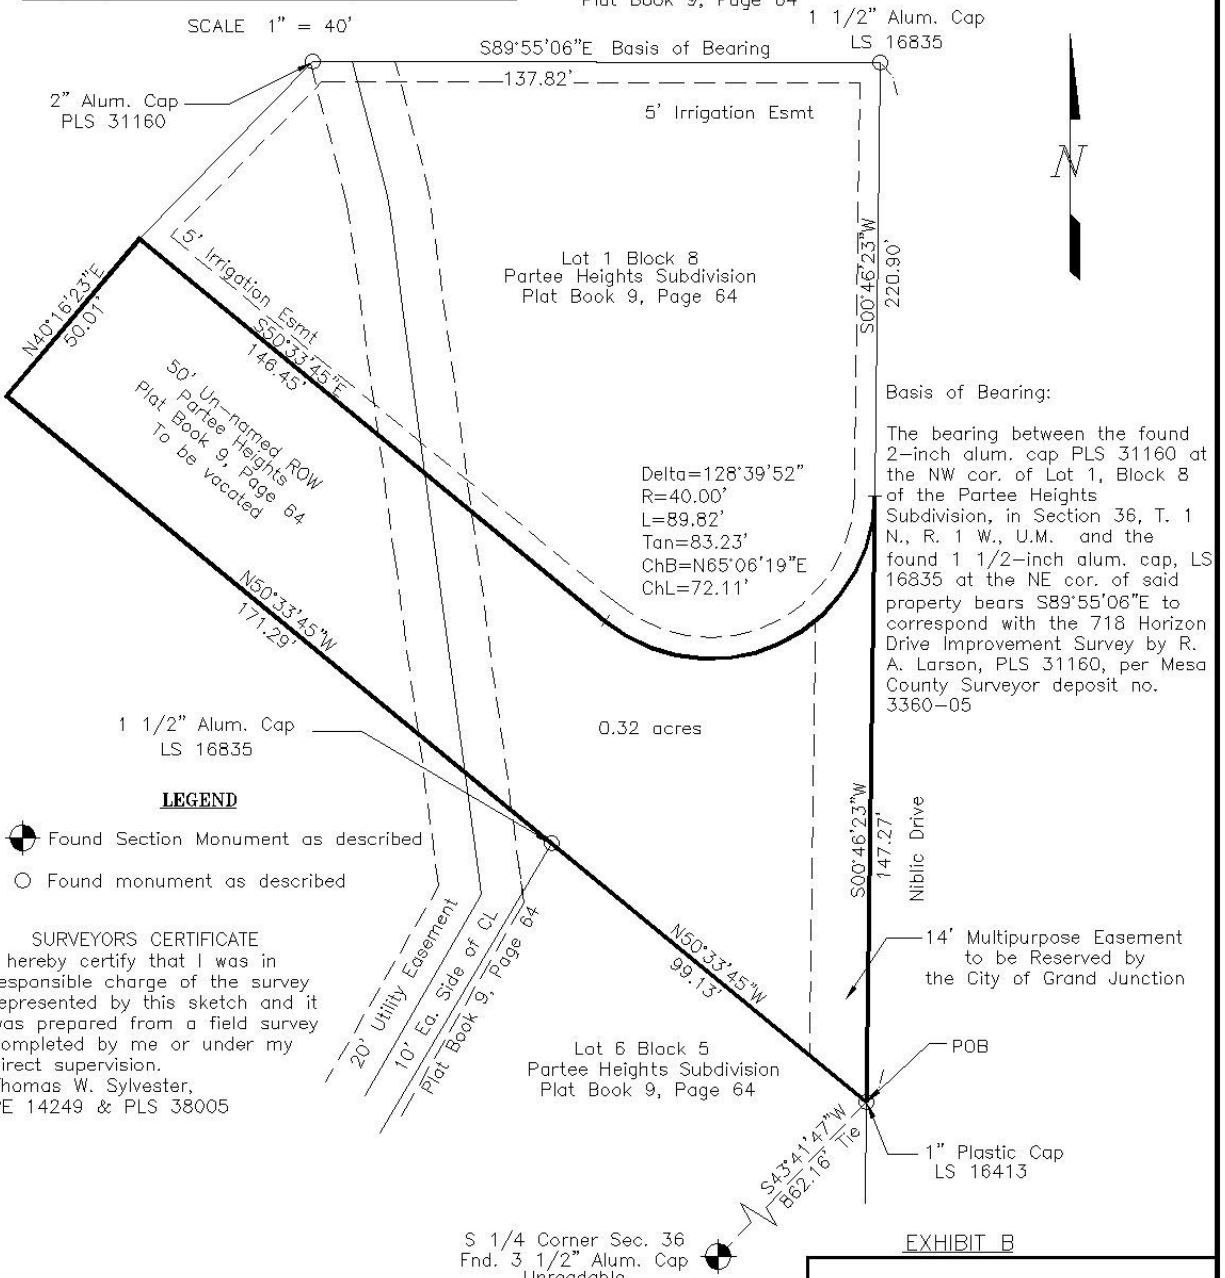 Plat Book 9, Page 64
SCALE 1" = 40'
1 1/2" Alum. Cap
LS 16835
S89°55'06"E Basis of Bearing
137.82'
2" Alum. Cap
PLS 31160
5' Irrigation Esmt
N
5' Irrigation Esmt
S50°33'45"E
146.45'
N40°16'23"E
50.01'
Lot 1 Block 8
Partee Heights Subdivision
Plat Book 9, Page 64
S00°46'23"W
220.90'
50' Un-named ROW
Partee Heights
Plat Book 9, Page 64
To be vacated
Basis of Bearing:
The bearing between the found
2-inch alum. cap PLS 31160 at
the NW cor. of Lot 1, Block 8
of the Partee Heights
Subdivision, in Section 36, T. 1
N., R. 1 W., U.M. and the
found 1 1/2-inch alum. cap, LS
16835 at the NE cor. of said
property bears S89°55'06"E to
correspond with the 718 Horizon
Drive Improvement Survey by R.
A. Larson, PLS 31160, per Mesa
County Surveyor deposit no.
3360-05
Delta=128°39'52"
R=40.00'
L=89.82'
Tan=83.23'
ChB=N65°06'19"E
ChL=72.11'
N50°33'45"W
171.29'
1 1/2" Alum. Cap
LS 16835
0.32 acres
LEGEND
Found Section Monument as described
Found monument as described
S00°46'23"W
147.27'
Niblic Drive
SURVEYORS CERTIFICATE
hereby certify that I was in
esponsible charge of the survey
epresented by this sketch and it
was prepared from a field survey
ompleted by me or under my
irect supervision.
homas W. Sylvester,
PE 14249 & PLS 38005
20' Utility Easement
10' Ea. Side of CL
Plat Book 9, Page 64
N50°33'45"W
99.13'
14' Multipurpose Easement
to be Reserved by
the City of Grand Junction
Lot 6 Block 5
Partee Heights Subdivision
Plat Book 9, Page 64
POB
1" Plastic Cap
LS 16413
S43°41'47"W
862.16' Tie
S 1/4 Corner Sec. 36
Fnd. 3 1/2" Alum. Cap
Unreadable
EXHIBIT B